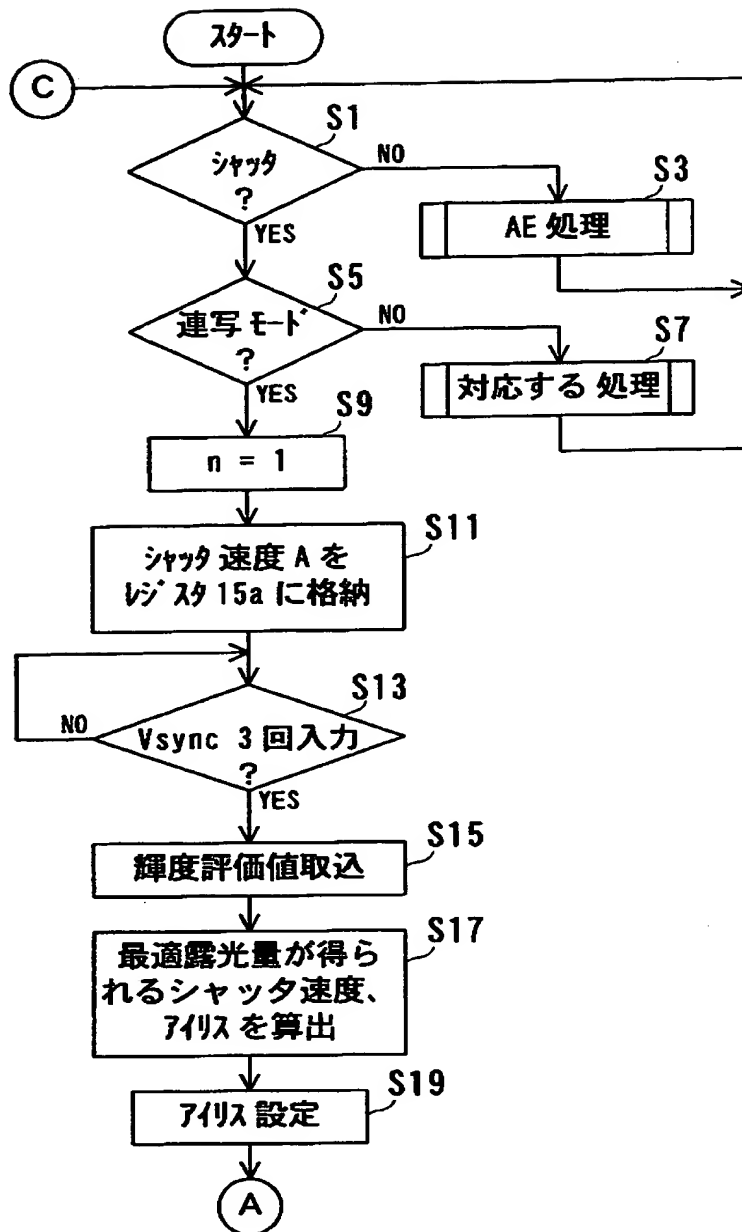 スタート
C
S1
シャッタ
?
NO
YES
S3
AE 処理
S5
連写 モード
?
NO
YES
S7
対応する 処理
S9
n = 1
S11
シャッタ 速度 A を
レジスタ 15a に格納
S13
Vsync 3 回入力
?
NO
YES
S15
輝度評価値取込
S17
最適露光量が得ら
れるシャッタ速度、
アイリス を算出
S19
アイリス 設定
A